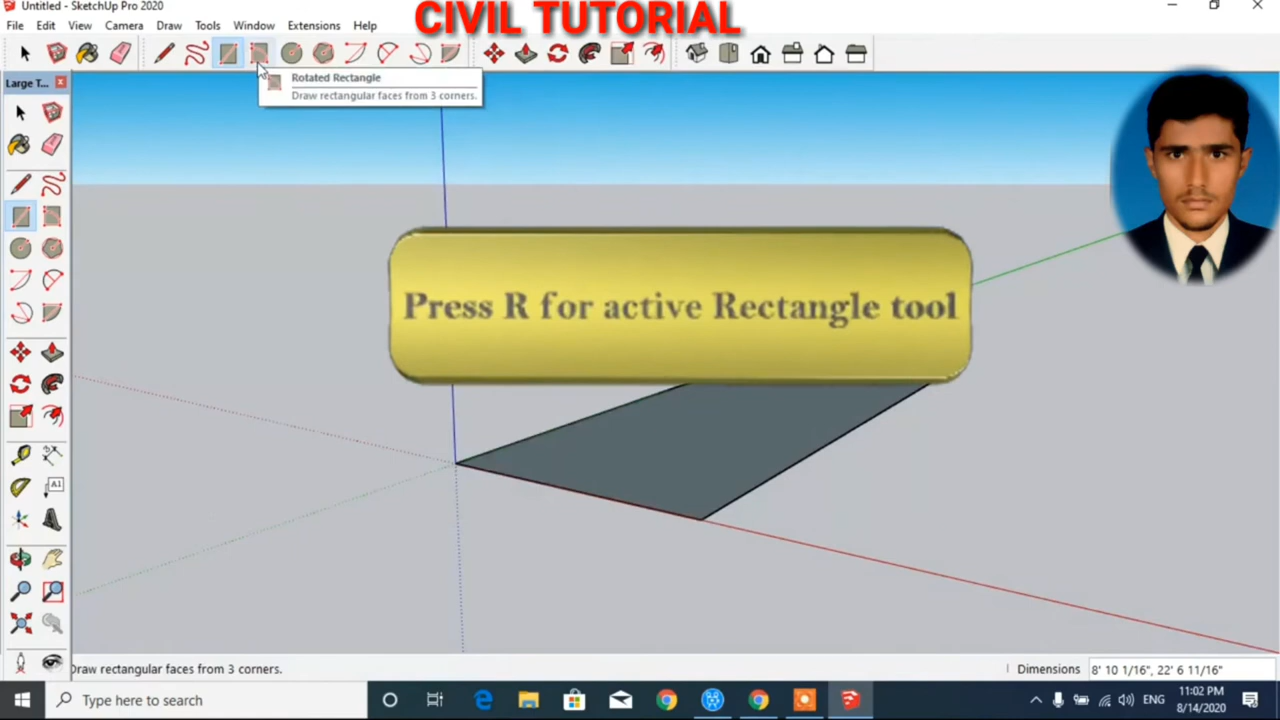 Untitled - SketchUp Pro 2020
CIVIL TUTORIAL
File Edit View Camera Draw Tools Window Extensions Help
Large T...
Rotated Rectangle
Draw rectangular faces from 3 corners.
Press R for active Rectangle tool
A1
Draw rectangular faces from 3 corners.
Dimensions 8' 10 1/16", 22' 6 11/16"
Type here to search
ENG
11:02 PM
8/14/2020